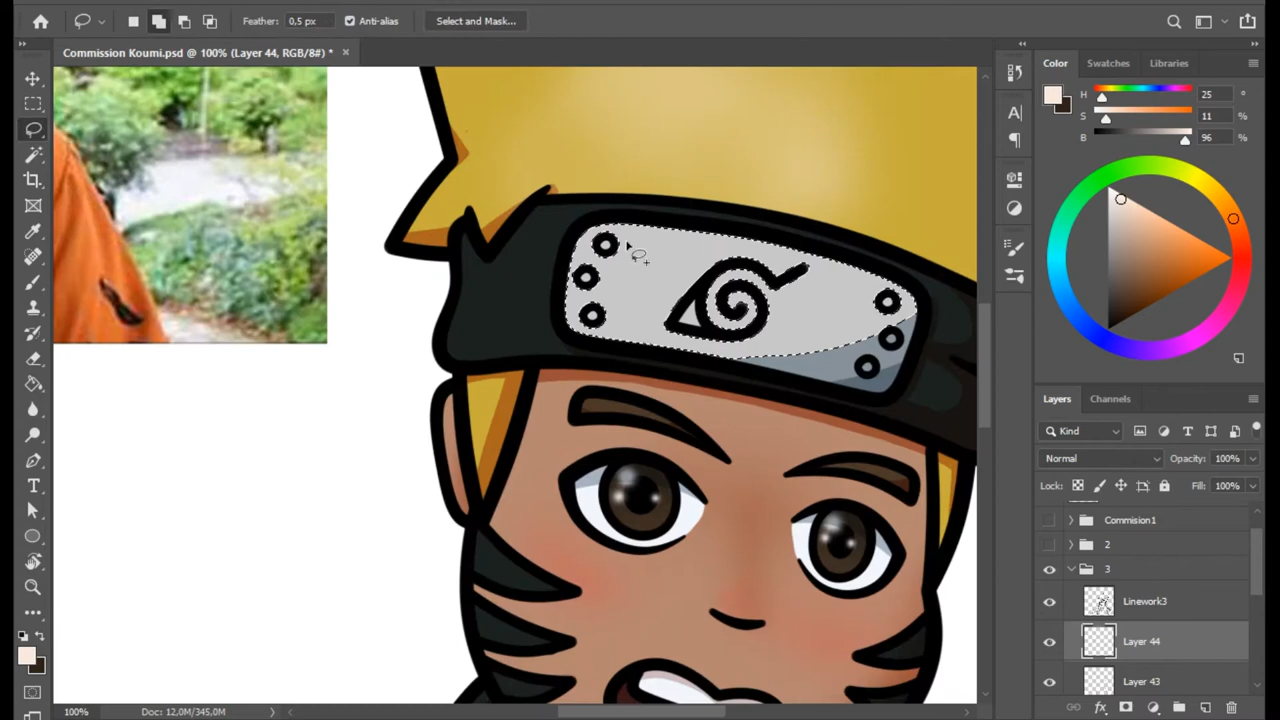 Feather: 0,5 px Anti-alias Select and Mask...
Commission Koumi.psd @ 100% (Layer 44, RGB/8#) * ×
Color Swatches Libraries
H 25 °
S 11 %
B 96 %
Layers Channels
Kind
Normal Opacity: 100%
Lock: Fill: 100%
Commision1
2
3
Linework3
Layer 44
Layer 43
100% Doc: 12,0M/345,0M